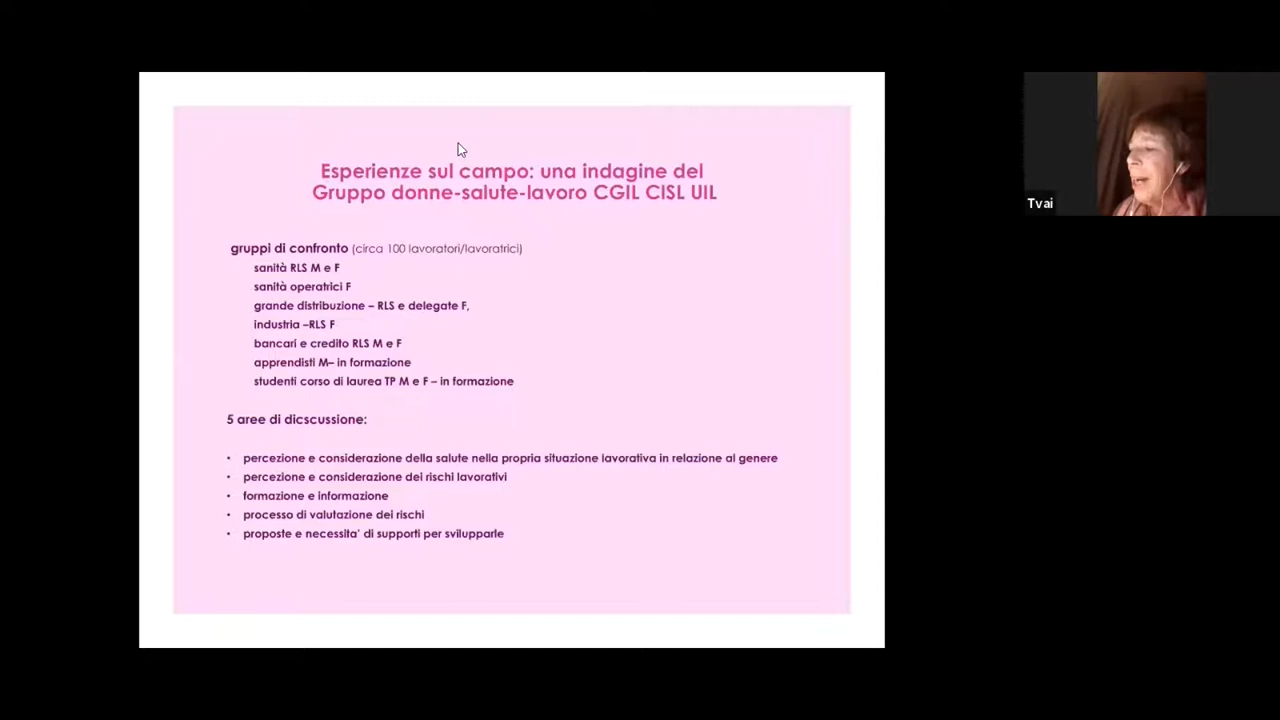 Esperienze sul campo: una indagine del
Gruppo donne-salute-lavoro CGIL CISL UIL
gruppi di confronto (circa 100 lavoratori/lavoratrici)
sanità RLS M e F
sanità operatrici F
grande distribuzione – RLS e delegate F,
industria –RLS F
bancari e credito RLS M e F
apprendisti M– in formazione
studenti corso di laurea TP M e F – in formazione
5 aree di dicscussione:
• percezione e considerazione della salute nella propria situazione lavorativa in relazione al genere
• percezione e considerazione dei rischi lavorativi
• formazione e informazione
• processo di valutazione dei rischi
• proposte e necessita' di supporti per svilupparle
Tvai